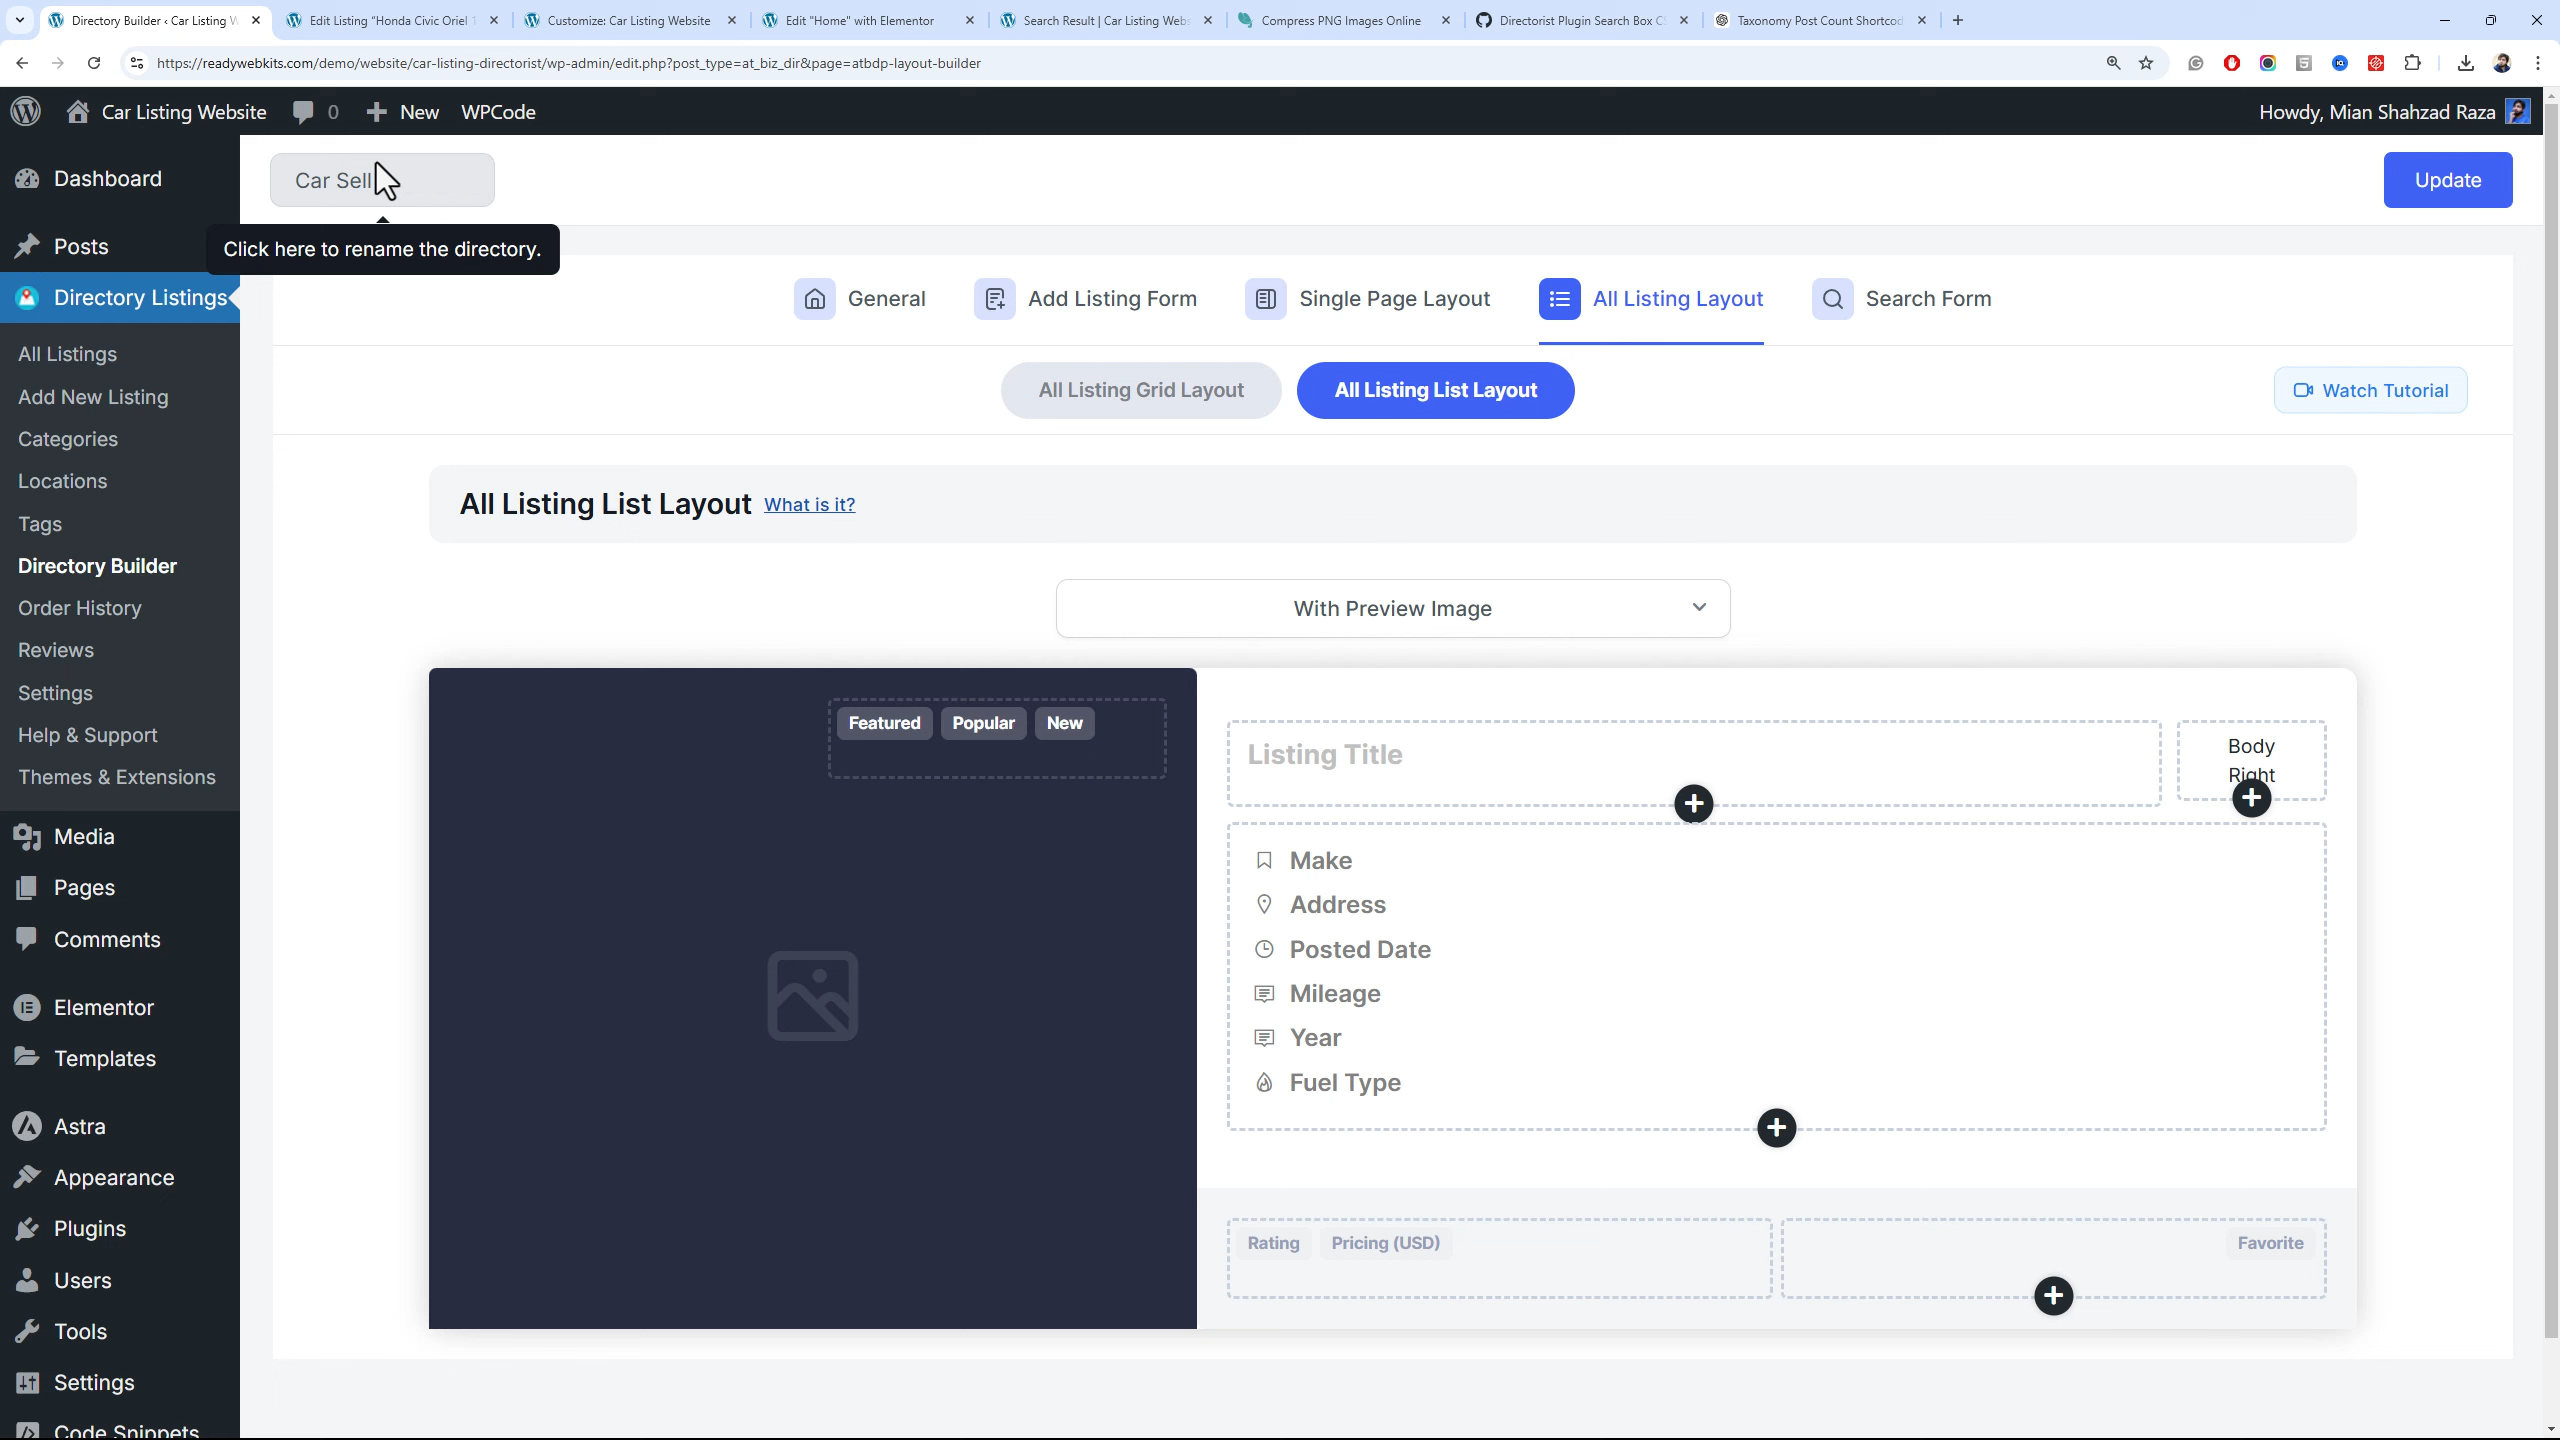 Directory Builder ‹ Car Listing W
Edit Listing "Honda Civic Oriel 1
Customize: Car Listing Website
Edit "Home" with Elementor
Search Result | Car Listing Webs
Compress PNG Images Online
Directorist Plugin Search Box C
Taxonomy Post Count Shortcod
https://readywebkits.com/demo/website/car-listing-directorist/wp-admin/edit.php?post_type=at_biz_dir&page=atbdp-layout-builder
Car Listing Website
0
New
WPCode
Howdy, Mian Shahzad Raza
Dashboard
Posts
Directory Listings
All Listings
Add New Listing
Categories
Locations
Tags
Directory Builder
Order History
Reviews
Settings
Help & Support
Themes & Extensions
Media
Pages
Comments
Elementor
Templates
Astra
Appearance
Plugins
Users
Tools
Settings
Code Snippets
Car Sell
Update
Click here to rename the directory.
General
Add Listing Form
Single Page Layout
All Listing Layout
Search Form
All Listing Grid Layout
All Listing List Layout
Watch Tutorial
All Listing List Layout What is it?
With Preview Image
Featured
Popular
New
Listing Title
Body
Right
Make
Address
Posted Date
Mileage
Year
Fuel Type
Rating
Pricing (USD)
Favorite